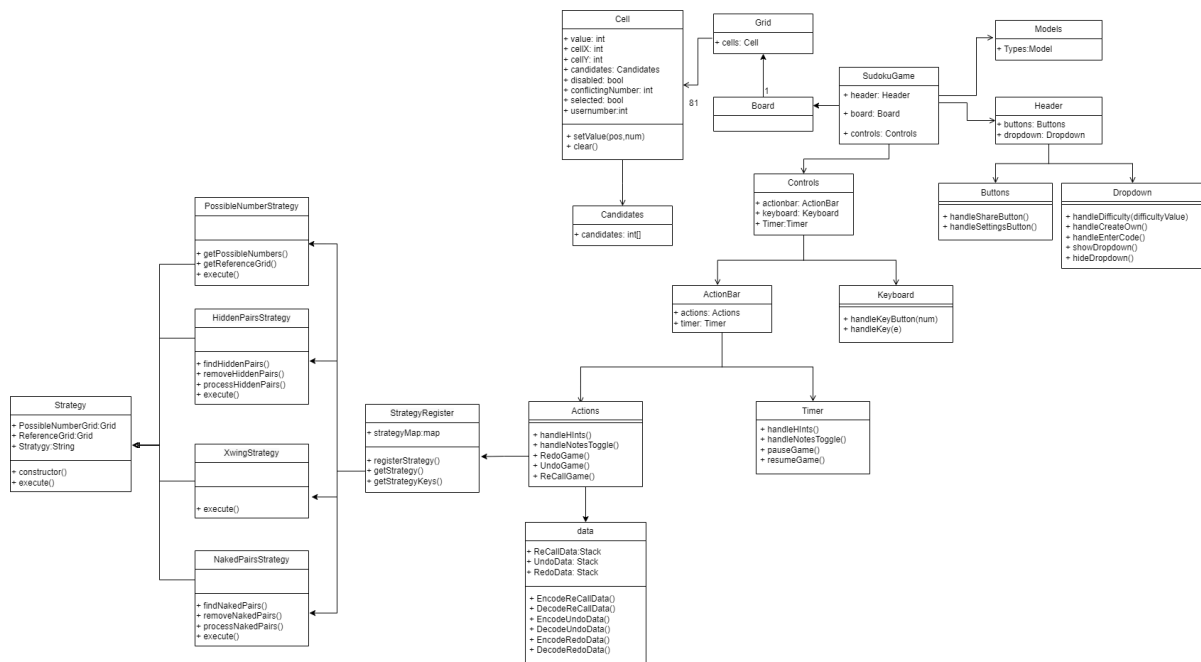 Cell
+ value: int
+ cellX: int
+ cellY: int
+ candidates: Candidates
+ disabled: bool
+ conflictingNumber: int
+ selected: bool
+ usernumber:int
+ setValue(pos,num)
+ clear()
Grid
+ cells: Cell
81
1
Board
Models
+ Types:Model
SudokuGame
+ header: Header
+ board: Board
+ controls: Controls
Header
+ buttons: Buttons
+ dropdown: Dropdown
Candidates
+ candidates: int[]
Controls
+ actionbar: ActionBar
+ keyboard: Keyboard
+ Timer:Timer
Buttons
+ handleShareButton()
+ handleSettingsButton()
Dropdown
+ handleDifficulty(difficultyValue)
+ handleCreateOwn()
+ handleEnterCode()
+ showDropdown()
+ hideDropdown()
PossibleNumberStrategy
+ getPossibleNumbers()
+ getReferenceGrid()
+ execute()
ActionBar
+ actions: Actions
+ timer: Timer
Keyboard
+ handleKeyButton(num)
+ handleKey(e)
HiddenPairsStrategy
+ findHiddenPairs()
+ removeHiddenPairs()
+ processHiddenPairs()
+ execute()
Strategy
+ PossibleNumberGrid:Grid
+ ReferenceGrid:Grid
+ Stratygy:String
+ constructor()
+ execute()
StrategyRegister
+ strategyMap:map
+ registerStrategy()
+ getStrategy()
+ getStrategyKeys()
Actions
+ handleHInts()
+ handleNotesToggle()
+ RedoGame()
+ UndoGame()
+ ReCallGame()
Timer
+ handleHInts()
+ handleNotesToggle()
+ pauseGame()
+ resumeGame()
XwingStrategy
+ execute()
data
+ ReCallData:Stack
+ UndoData: Stack
+ RedoData: Stack
+ EncodeReCallData()
+ DecodeReCallData()
+ EncodeUndoData()
+ DecodeUndoData()
+ EncodeRedoData()
+ DecodeRedoData()
NakedPairsStrategy
+ findNakedPairs()
+ removeNakedPairs()
+ processNakedPairs()
+ execute()